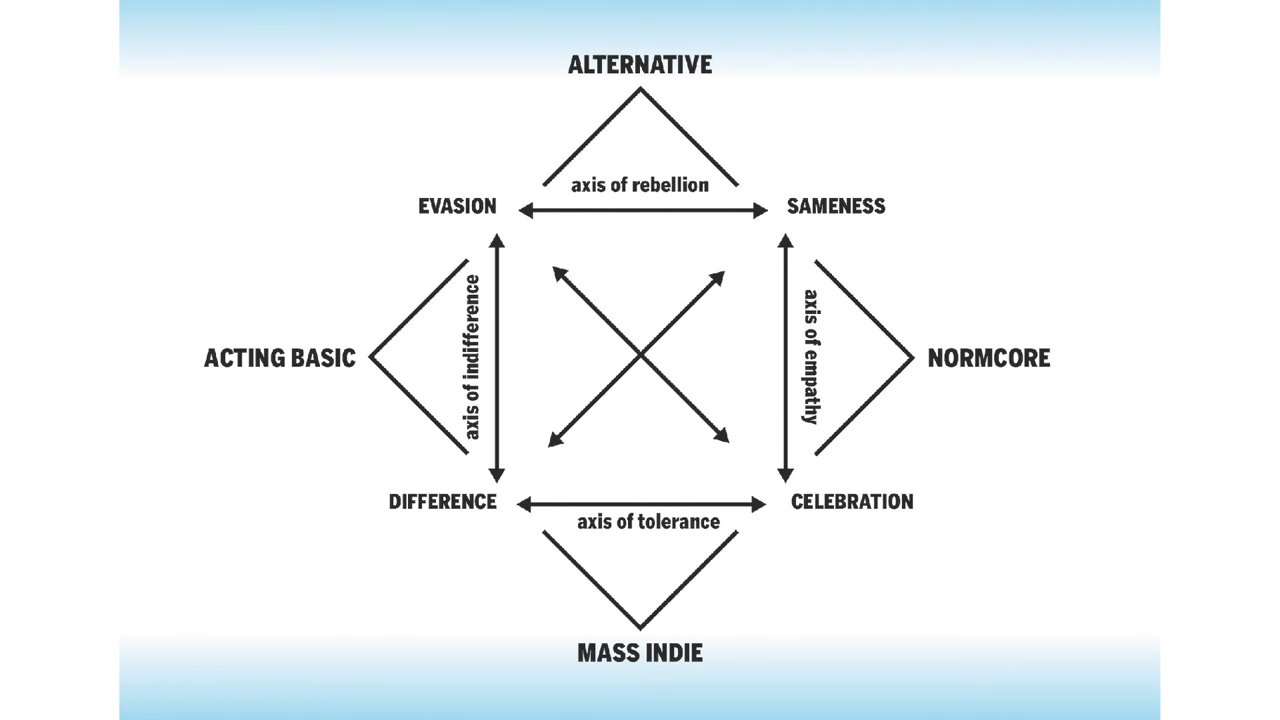 ALTERNATIVE
axis of rebellion
EVASION
SAMENESS
axis of indifference
axis of empathy
ACTING BASIC
NORMCORE
DIFFERENCE
CELEBRATION
axis of tolerance
MASS INDIE